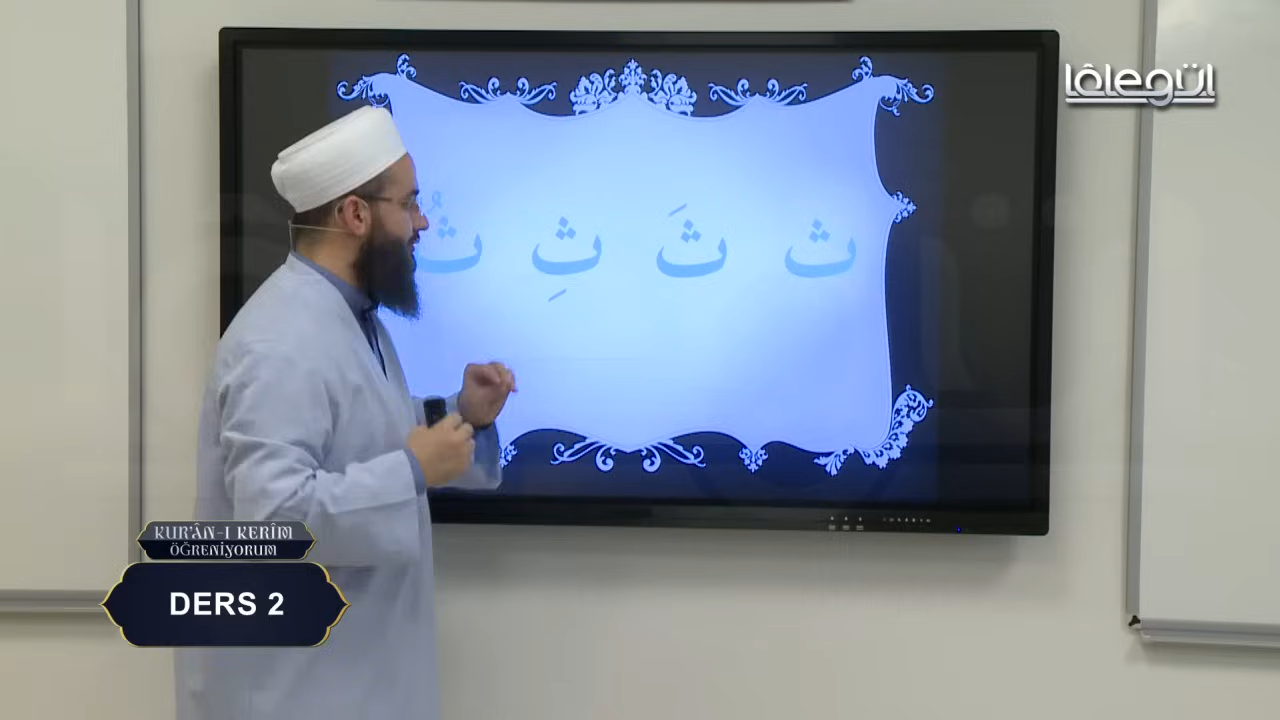 lâlegül
ث ثَ ثِ ثُ
KUR'ÂN-I KERÎM
ÖĞRENİYORUM
DERS 2